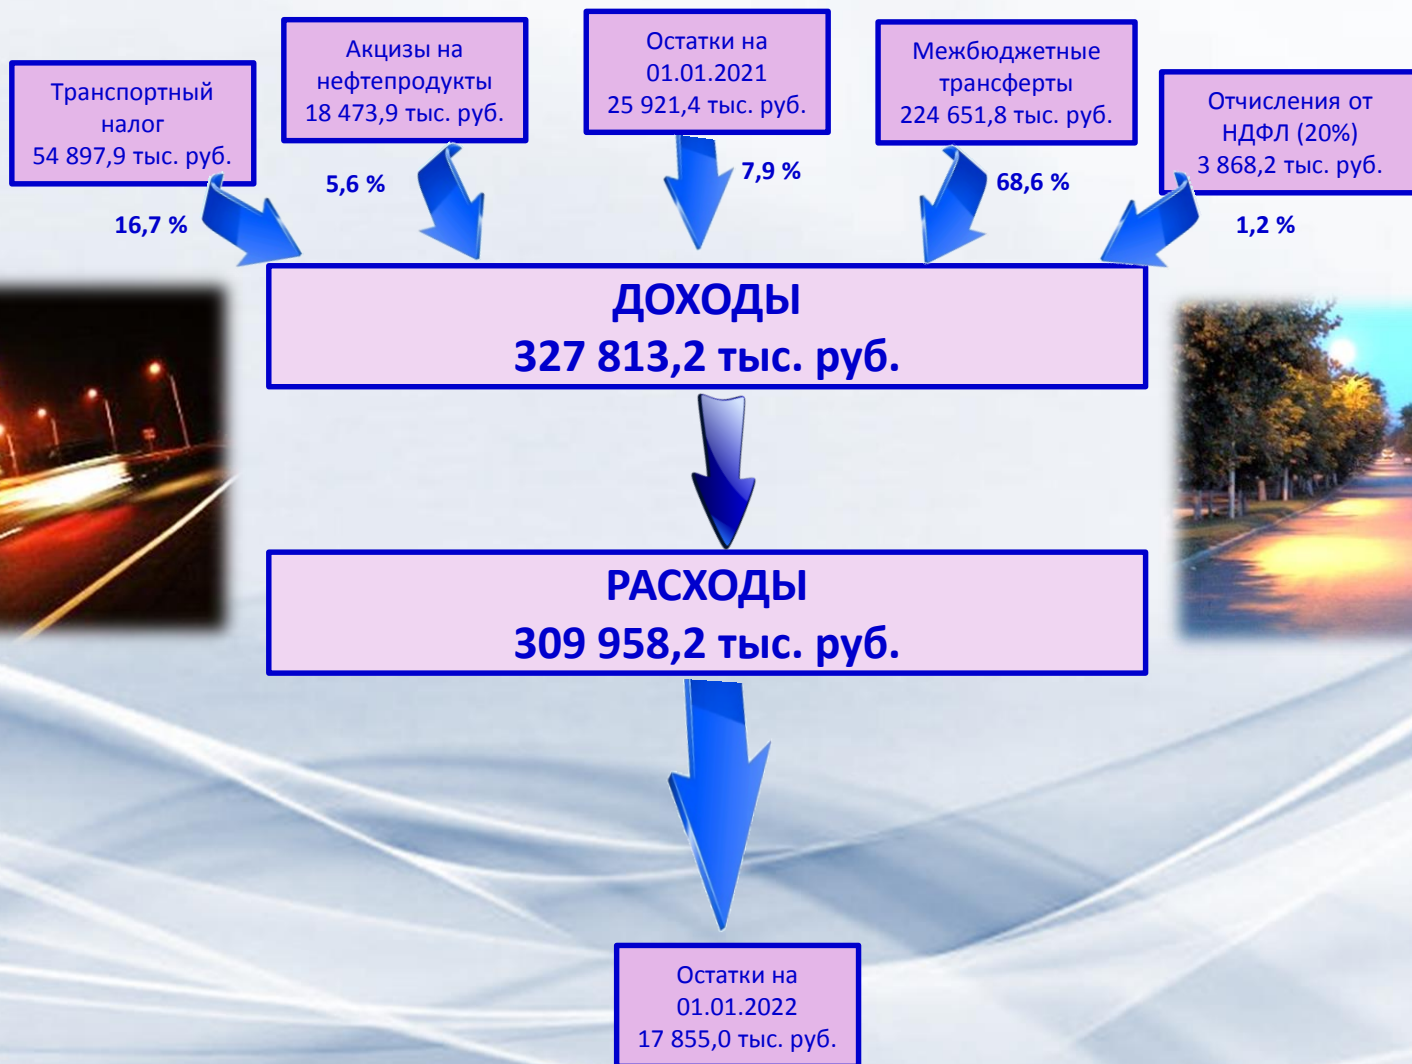 Транспортный
налог
54 897,9 тыс. руб.
16,7 %
Акцизы на
нефтепродукты
18 473,9 тыс. руб.
5,6 %
Остатки на
01.01.2021
25 921,4 тыс. руб.
7,9 %
Межбюджетные
трансферты
224 651,8 тыс. руб.
68,6 %
Отчисления от
НДФЛ (20%)
3 868,2 тыс. руб.
1,2 %
ДОХОДЫ
327 813,2 тыс. руб.
РАСХОДЫ
309 958,2 тыс. руб.
Остатки на
01.01.2022
17 855,0 тыс. руб.